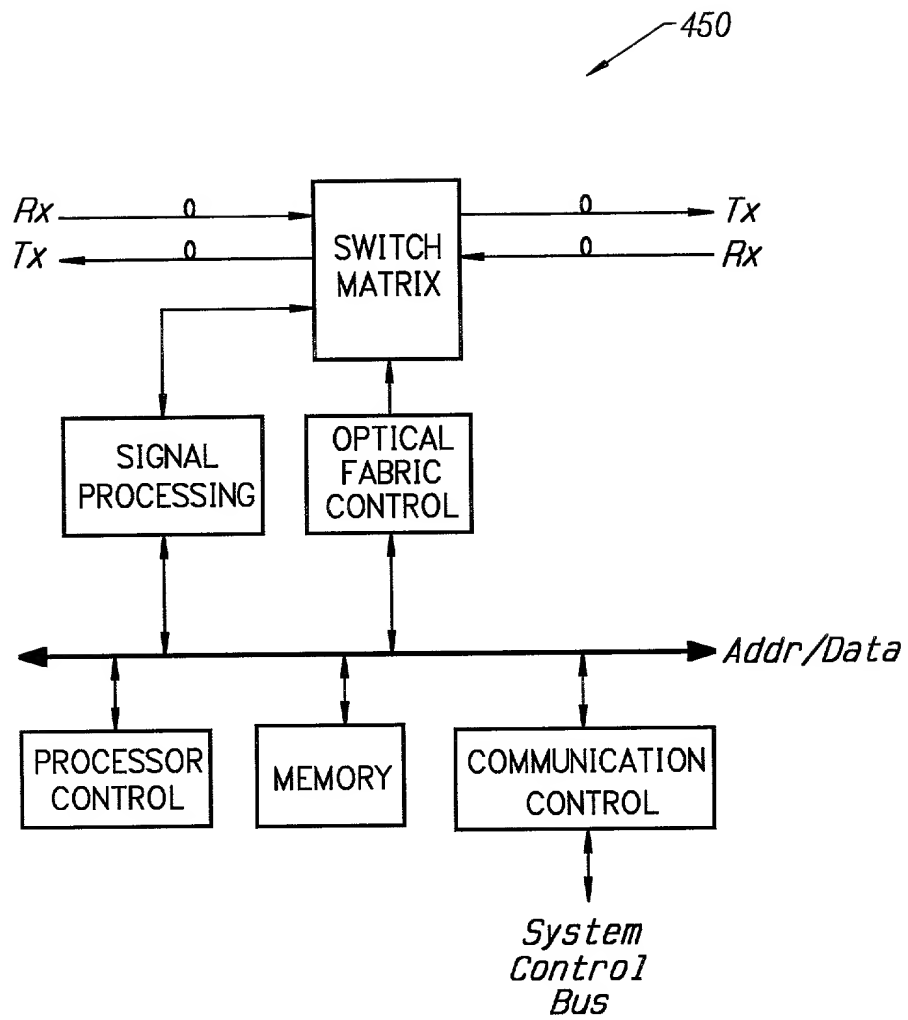 450
Rx
Tx
Tx
Rx
SWITCH
MATRIX
SIGNAL
PROCESSING
OPTICAL
FABRIC
CONTROL
Addr/Data
PROCESSOR
CONTROL
MEMORY
COMMUNICATION
CONTROL
System
Control
Bus